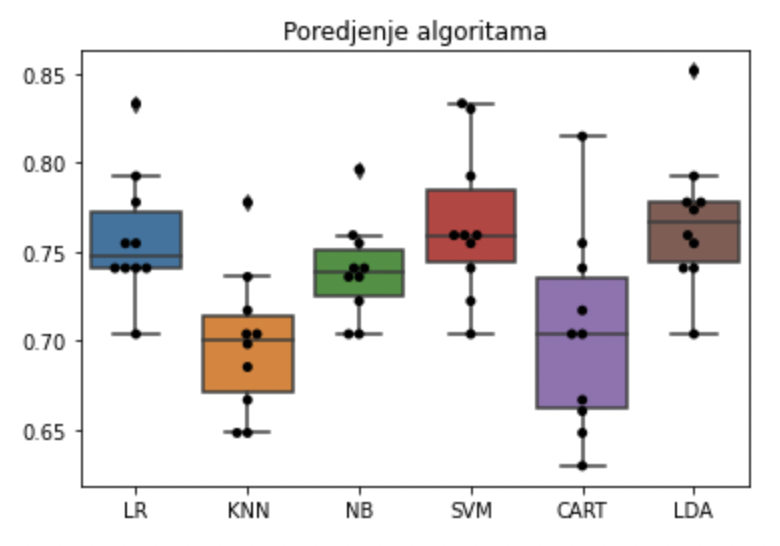 Poredjenje algoritama
0.85
0.80
0.75
0.70
0.65
LR KNN NB SVM CART LDA